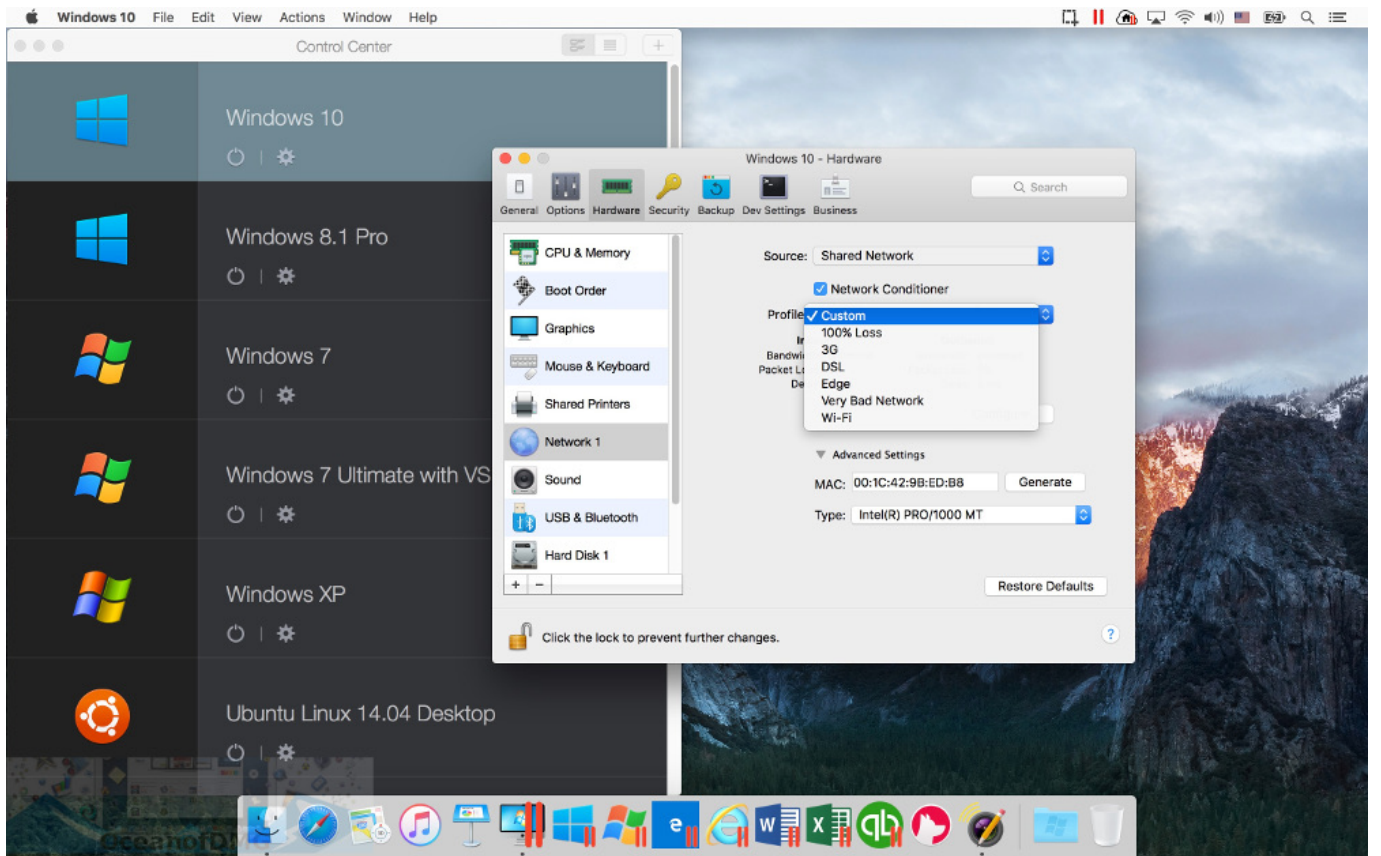 Windows 10 File Edit View Actions Window Help
Control Center
Windows 10
Windows 8.1 Pro
Windows 7
Windows 7 Ultimate with VS
Windows XP
Ubuntu Linux 14.04 Desktop
Windows 10 - Hardware
General Options Hardware Security Backup Dev Settings Business
Search
CPU & Memory
Boot Order
Graphics
Mouse & Keyboard
Shared Printers
Network 1
Sound
USB & Bluetooth
Hard Disk 1
+ −
Source: Shared Network
Network Conditioner
Profile
✓ Custom
100% Loss
3G
DSL
Edge
Very Bad Network
Wi-Fi
Advanced Settings
MAC: 00:1C:42:9B:ED:B8 Generate
Type: Intel(R) PRO/1000 MT
Restore Defaults
Click the lock to prevent further changes.
?